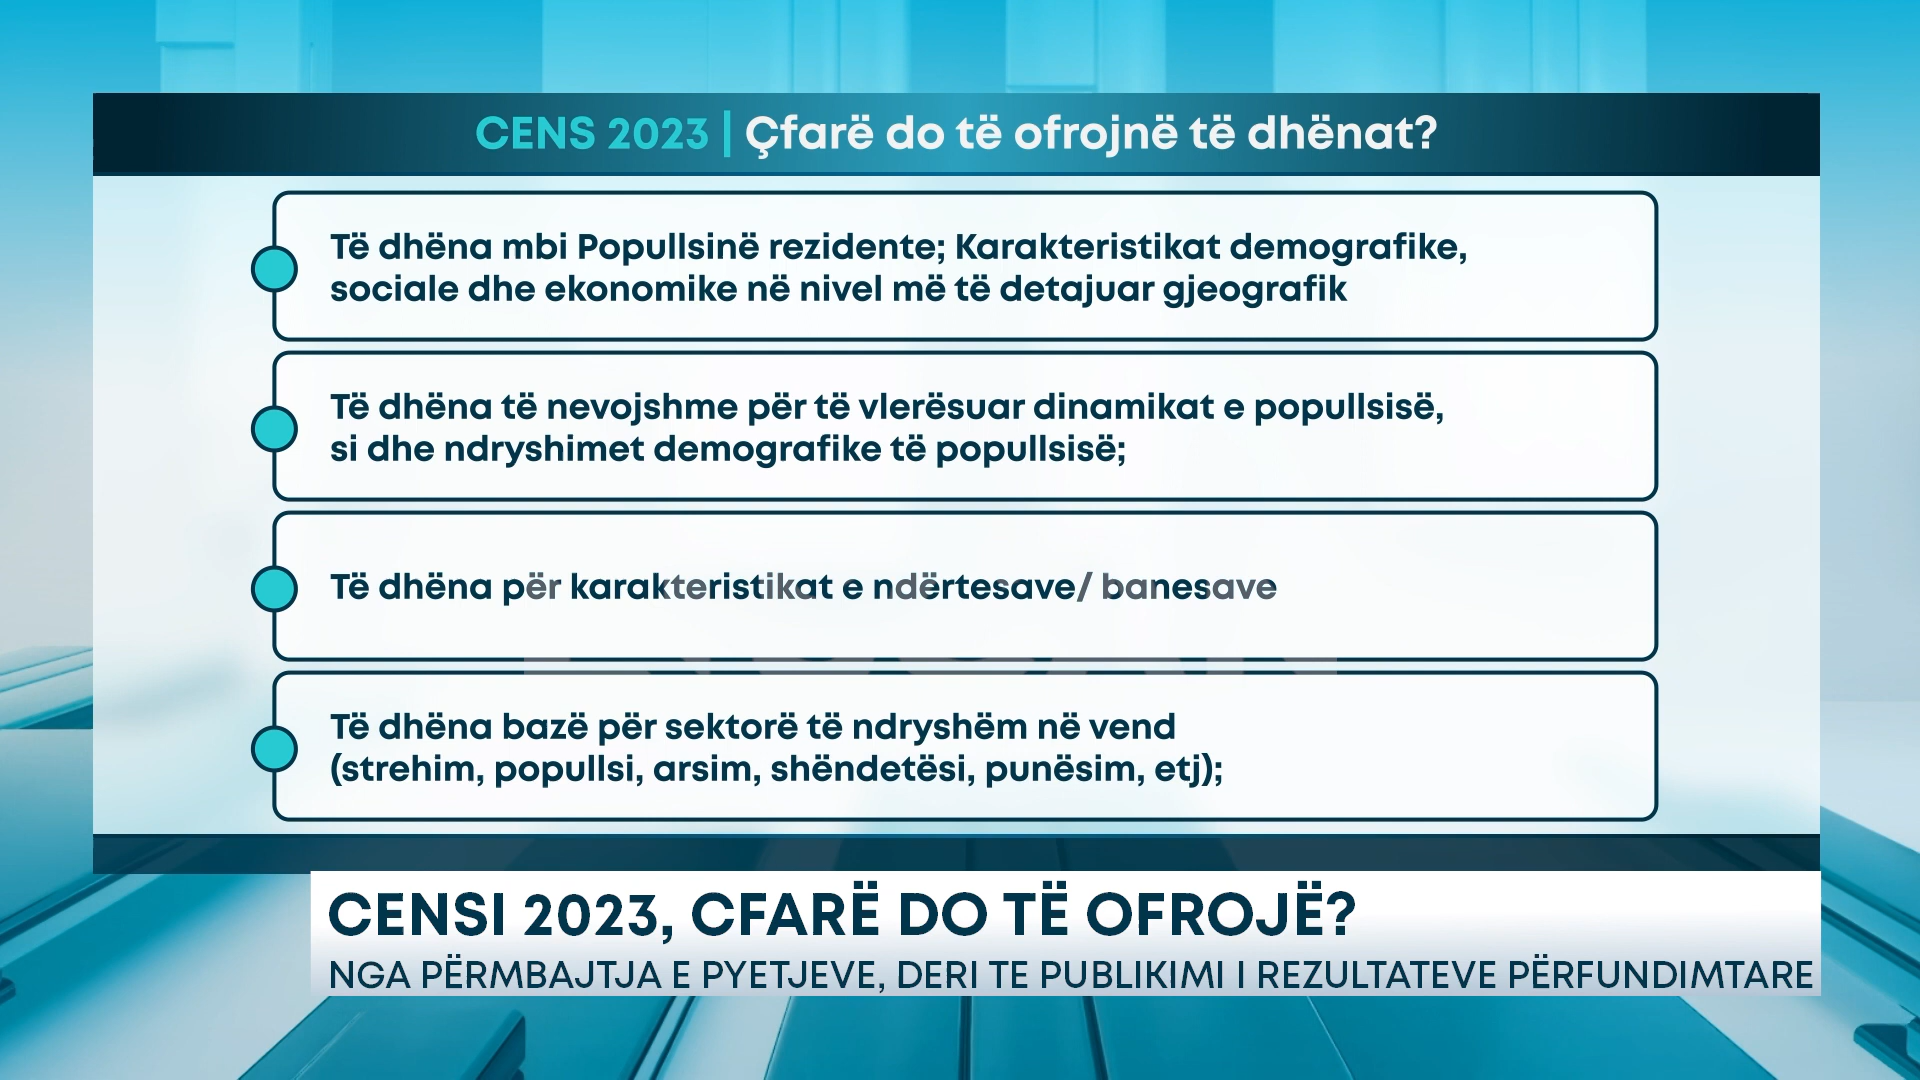 CENS 2023 | Çfarë do të ofrojnë të dhënat?
Të dhëna mbi Popullsinë rezidente; Karakteristikat demografike,
sociale dhe ekonomike në nivel më të detajuar gjeografik
Të dhëna të nevojshme për të vlerësuar dinamikat e popullsisë,
si dhe ndryshimet demografike të popullsisë;
Të dhëna për karakteristikat e ndërtesave/ banesave
Të dhëna bazë për sektorë të ndryshëm në vend
(strehim, popullsi, arsim, shëndetësi, punësim, etj);
CENSI 2023, CFARË DO TË OFROJË?
NGA PËRMBAJTJA E PYETJEVE, DERI TE PUBLIKIMI I REZULTATEVE PËRFUNDIMTARE